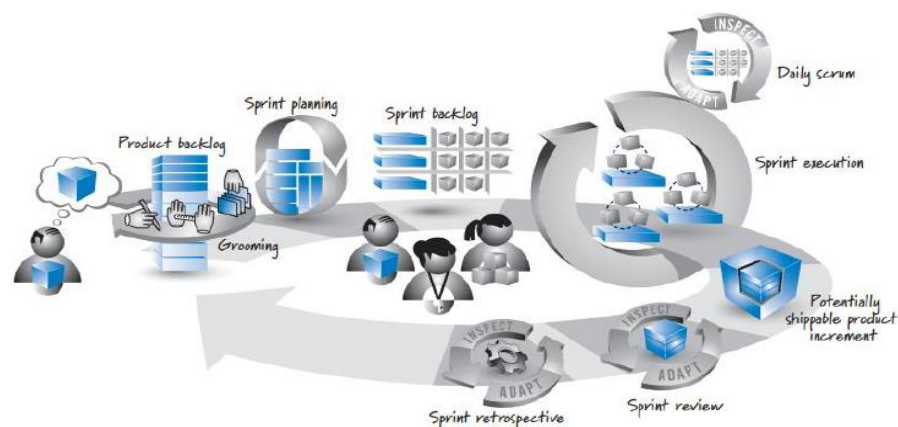 INSPECT
ADAPT
Daily scrum
Sprint planning
Sprint backlog
Product backlog
Sprint execution
Grooming
Potentially
shippable product
increment
INSPECT
ADAPT
Sprint retrospective
INSPECT
ADAPT
Sprint review